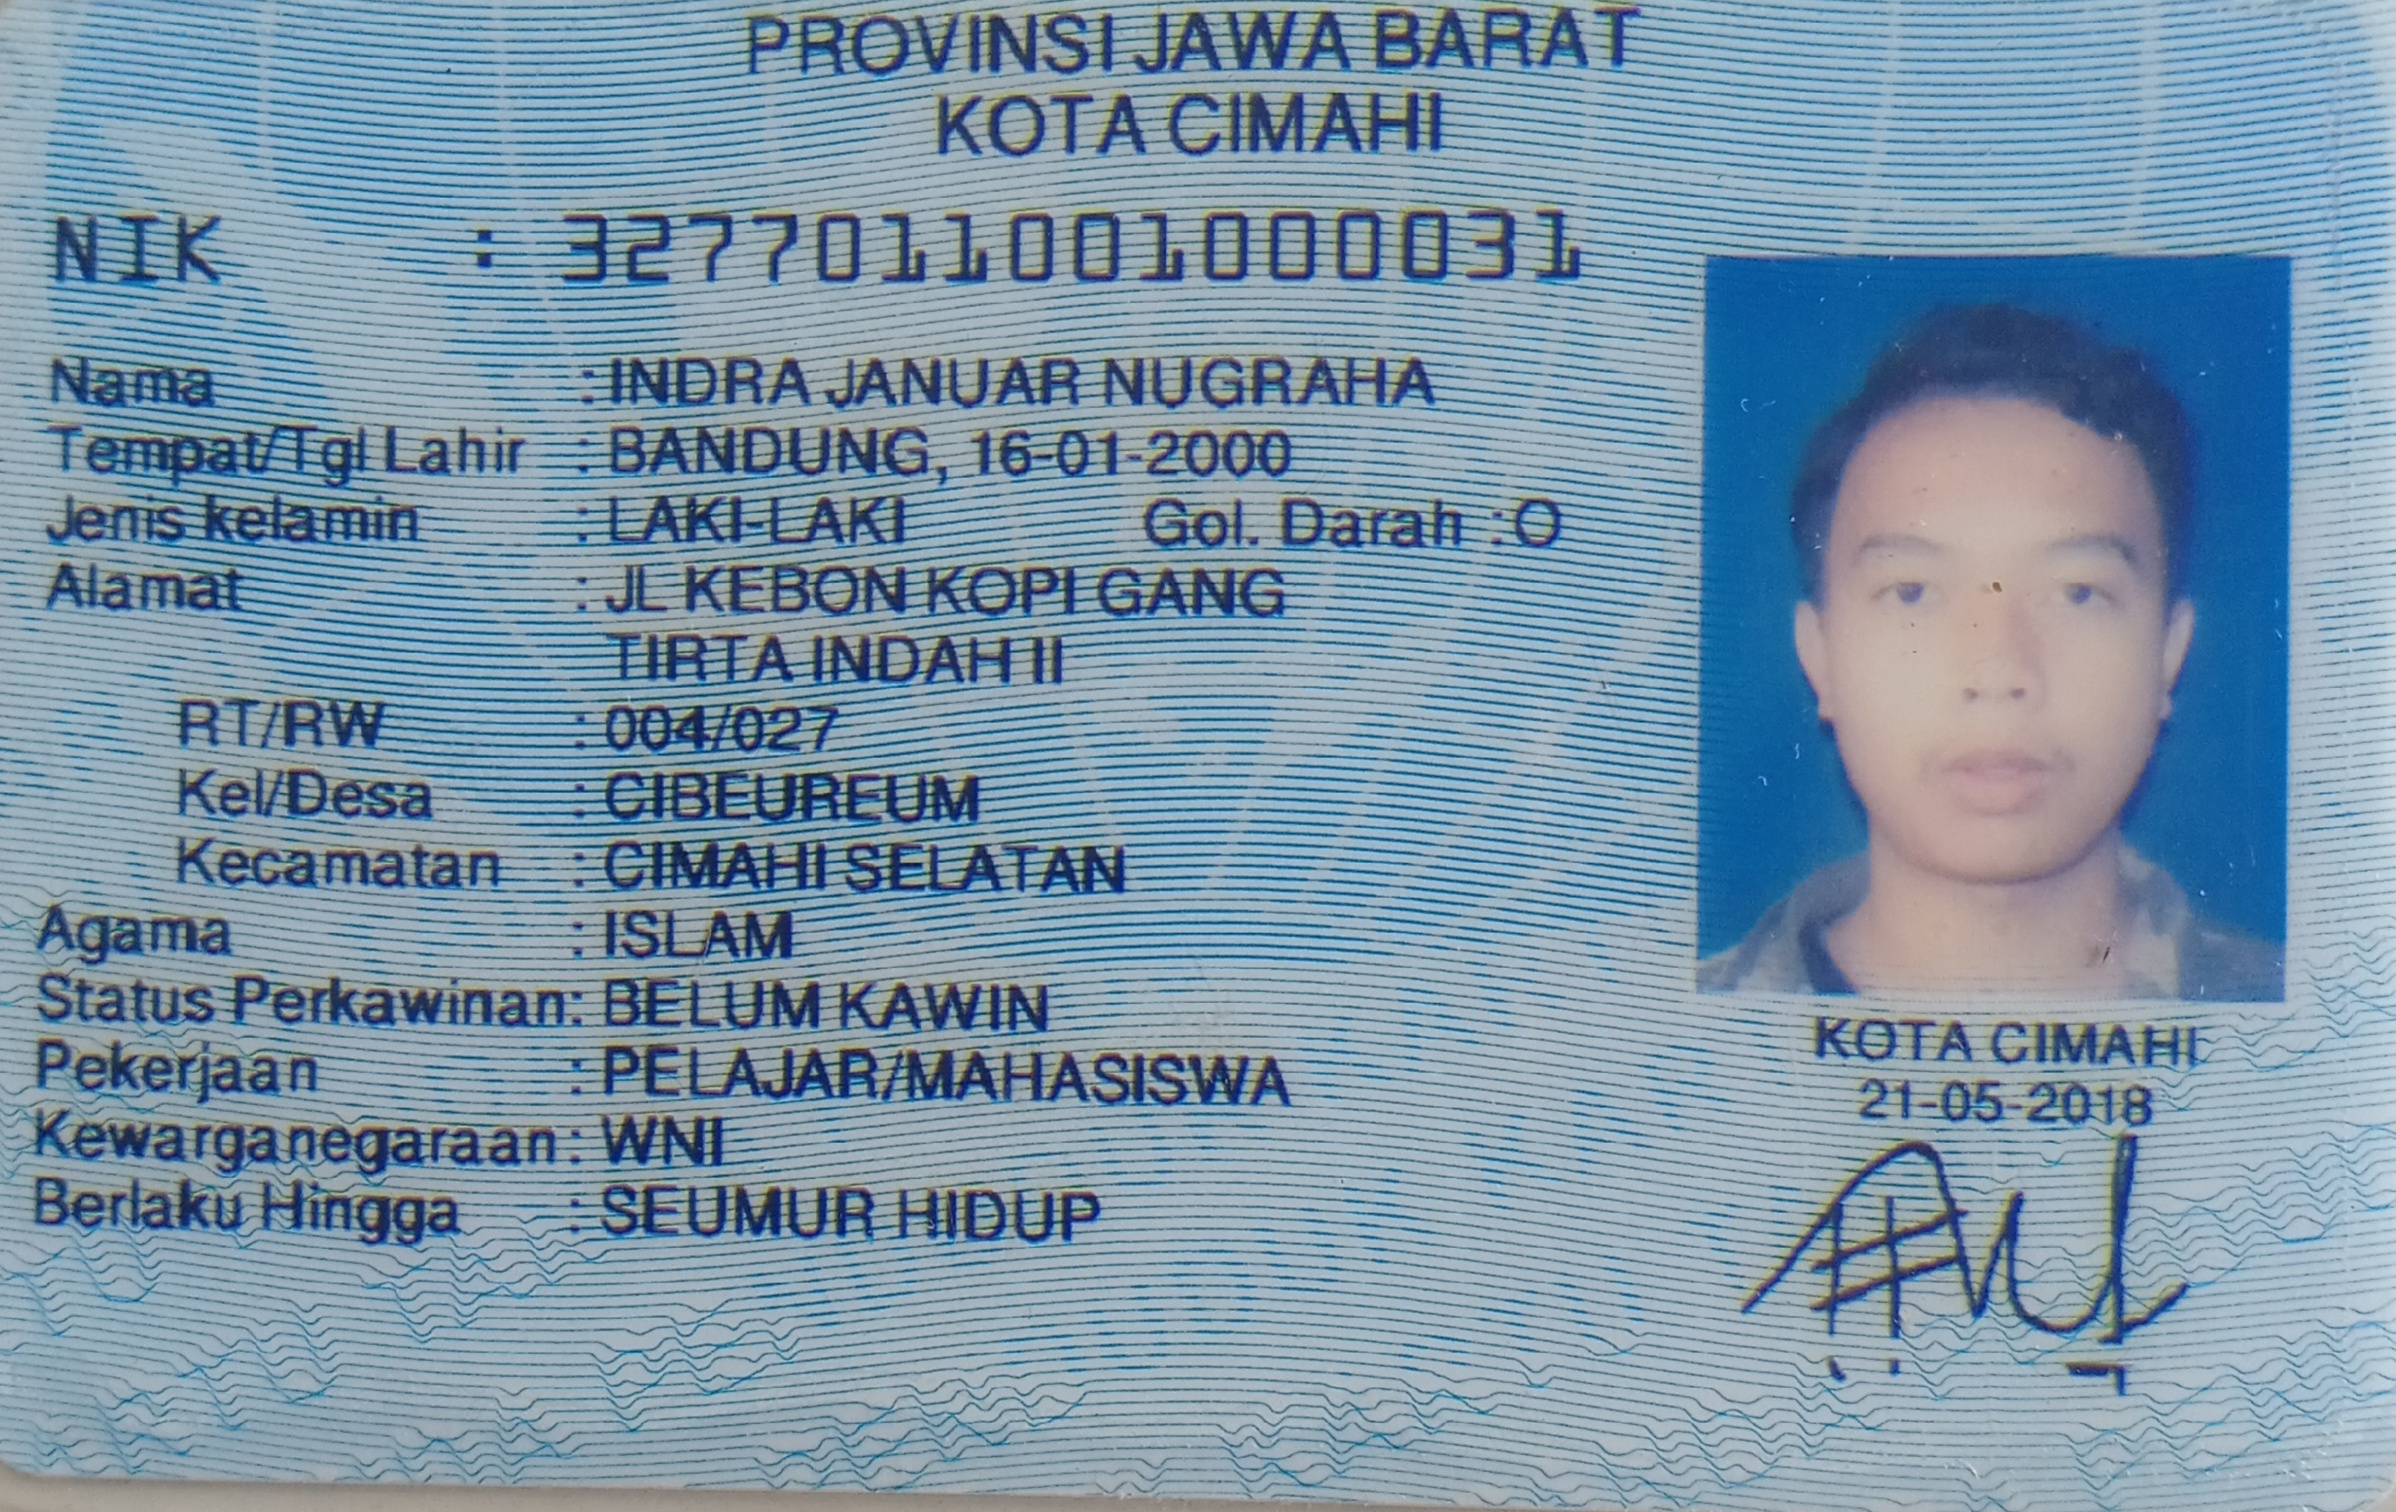 PROVINSI JAWA BARAT
KOTA CIMAHI
NIK : 3277011001000031
Nama : INDRA JANUAR NUGRAHA
Tempat/Tgl Lahir : BANDUNG, 16-01-2000
Jenis kelamin : LAKI-LAKI Gol. Darah : O
Alamat : JL KEBON KOPI GANG
TIRTA INDAH II
RT/RW : 004/027
Kel/Desa : CIBEUREUM
Kecamatan : CIMAHI SELATAN
Agama : ISLAM
Status Perkawinan: BELUM KAWIN
Pekerjaan : PELAJAR/MAHASISWA
Kewarganegaraan: WNI
Berlaku Hingga : SEUMUR HIDUP
KOTA CIMAHI
21-05-2018